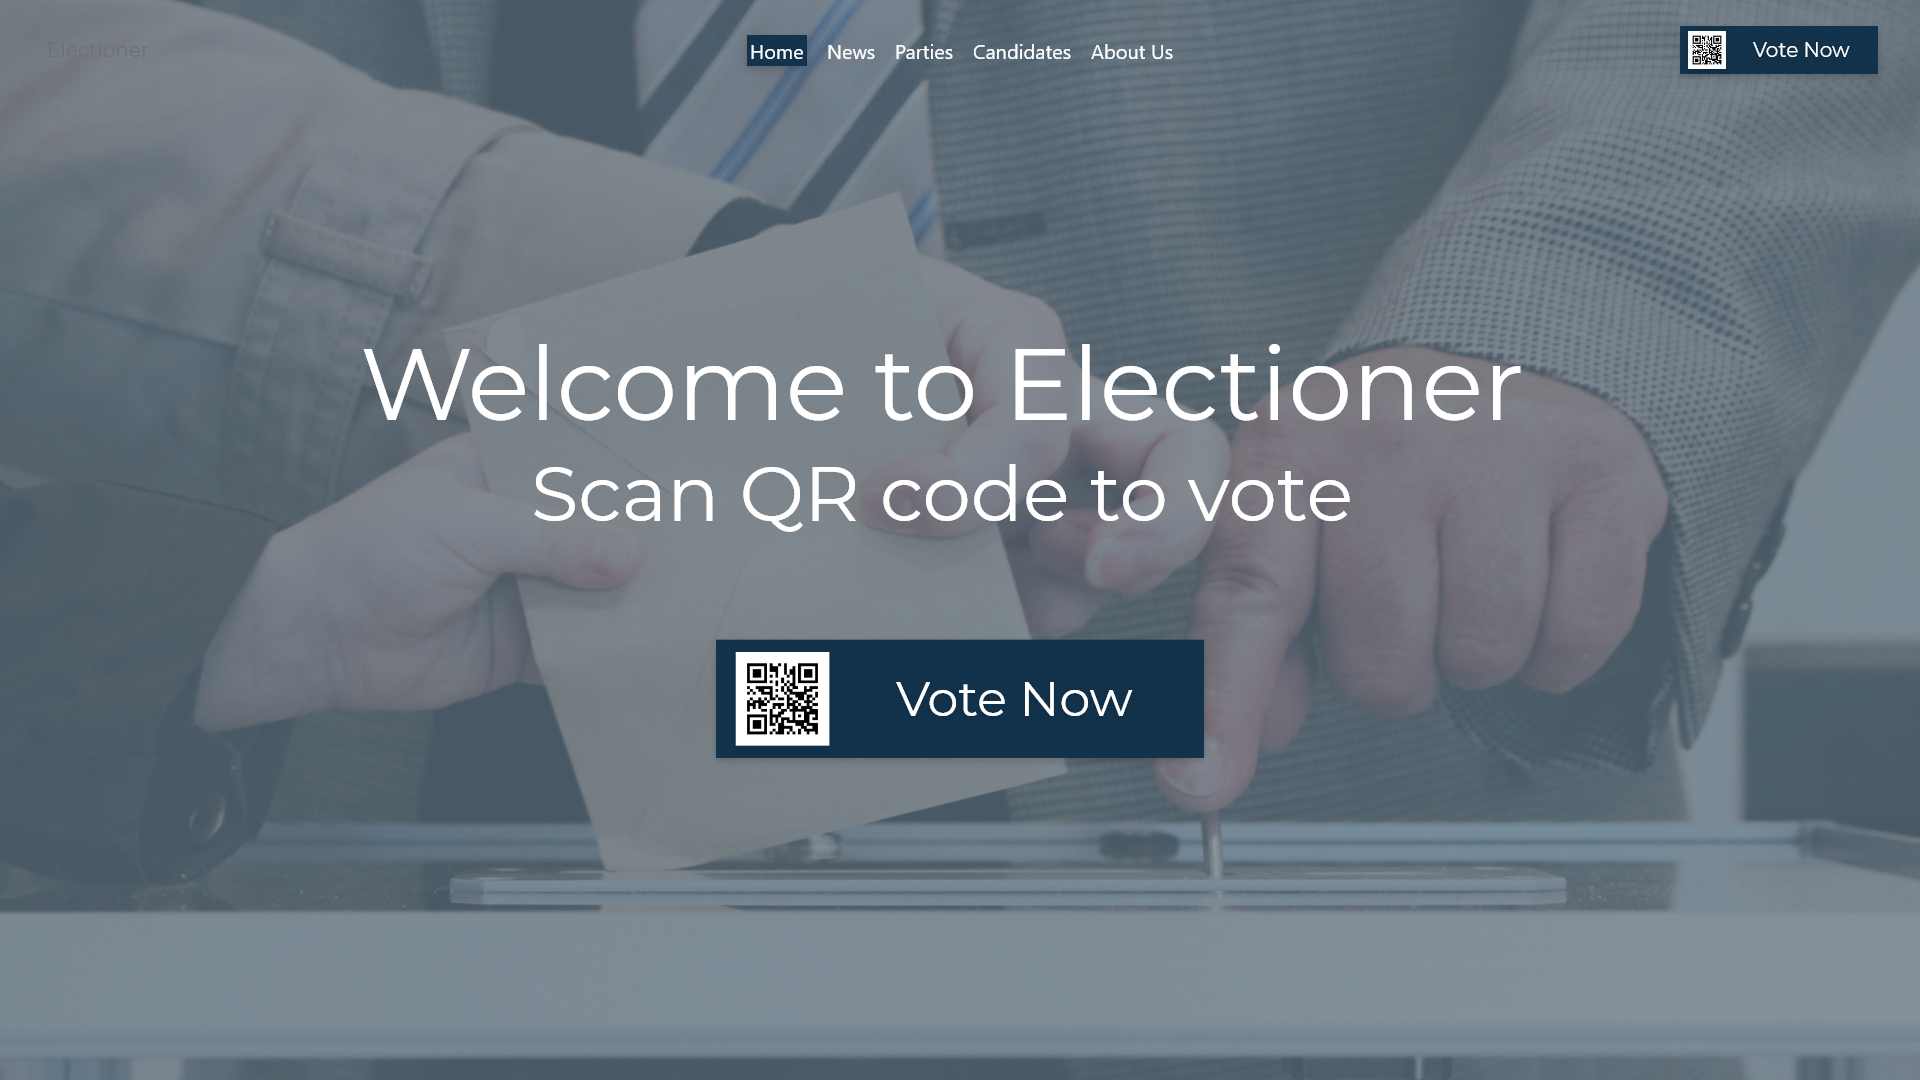 Electioner
Home News Parties Candidates About Us
Vote Now
Welcome to Electioner
Scan QR code to vote
Vote Now